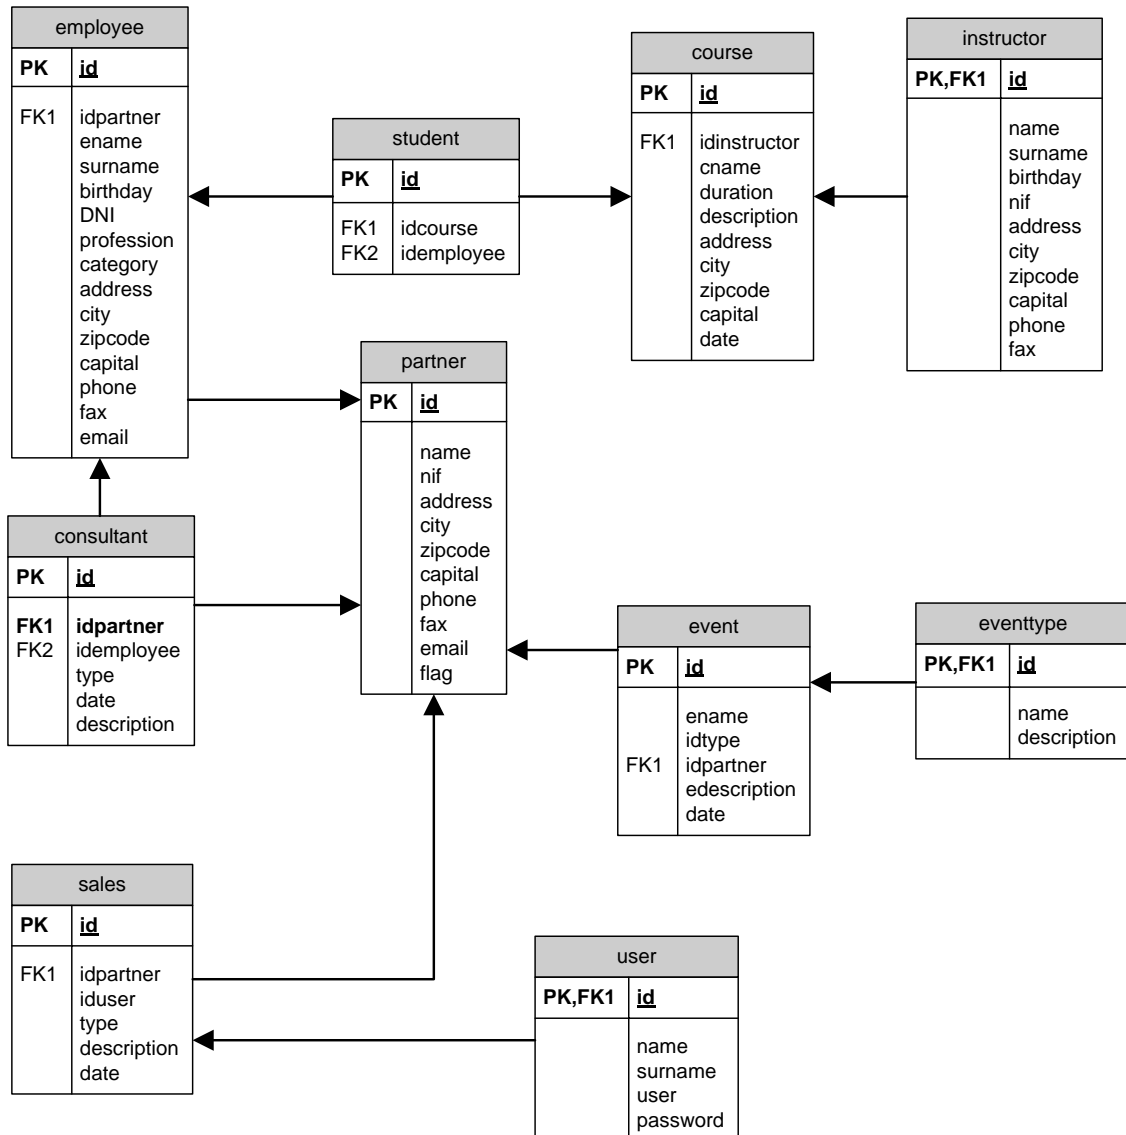 employee
PK id
FK1 idpartner
ename
surname
birthday
DNI
profession
category
address
city
zipcode
capital
phone
fax
email
student
PK id
FK1 idcourse
FK2 idemployee
course
PK id
FK1 idinstructor
cname
duration
description
address
city
zipcode
capital
date
instructor
PK,FK1 id
name
surname
birthday
nif
address
city
zipcode
capital
phone
fax
partner
PK id
name
nif
address
city
zipcode
capital
phone
fax
email
flag
consultant
PK id
FK1 idpartner
FK2 idemployee
type
date
description
event
PK id
ename
idtype
FK1 idpartner
edescription
date
eventtype
PK,FK1 id
name
description
sales
PK id
FK1 idpartner
iduser
type
description
date
user
PK,FK1 id
name
surname
user
password